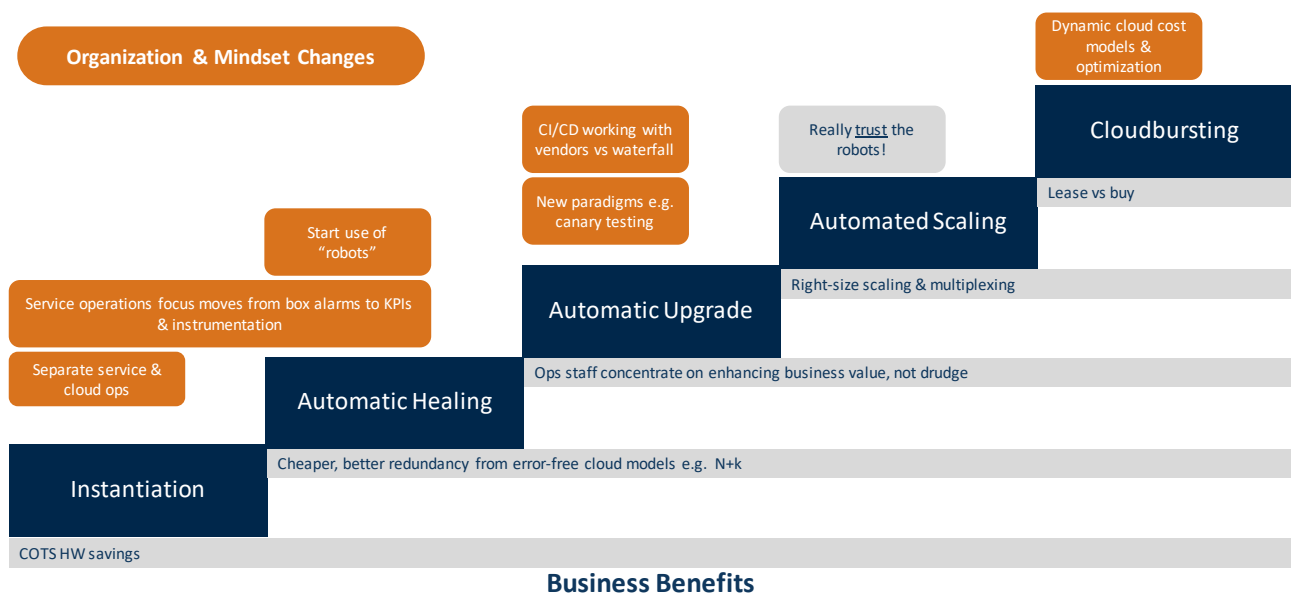 Organization & Mindset Changes
Dynamic cloud cost
models &
optimization
CI/CD working with
vendors vs waterfall
Really trust the
robots!
Cloudbursting
New paradigms e.g.
canary testing
Lease vs buy
Start use of
“robots”
Automated Scaling
Service operations focus moves from box alarms to KPIs
& instrumentation
Right-size scaling & multiplexing
Automatic Upgrade
Separate service &
cloud ops
Ops staff concentrate on enhancing business value, not drudge
Automatic Healing
Cheaper, better redundancy from error-free cloud models e.g. N+k
Instantiation
COTS HW savings
Business Benefits